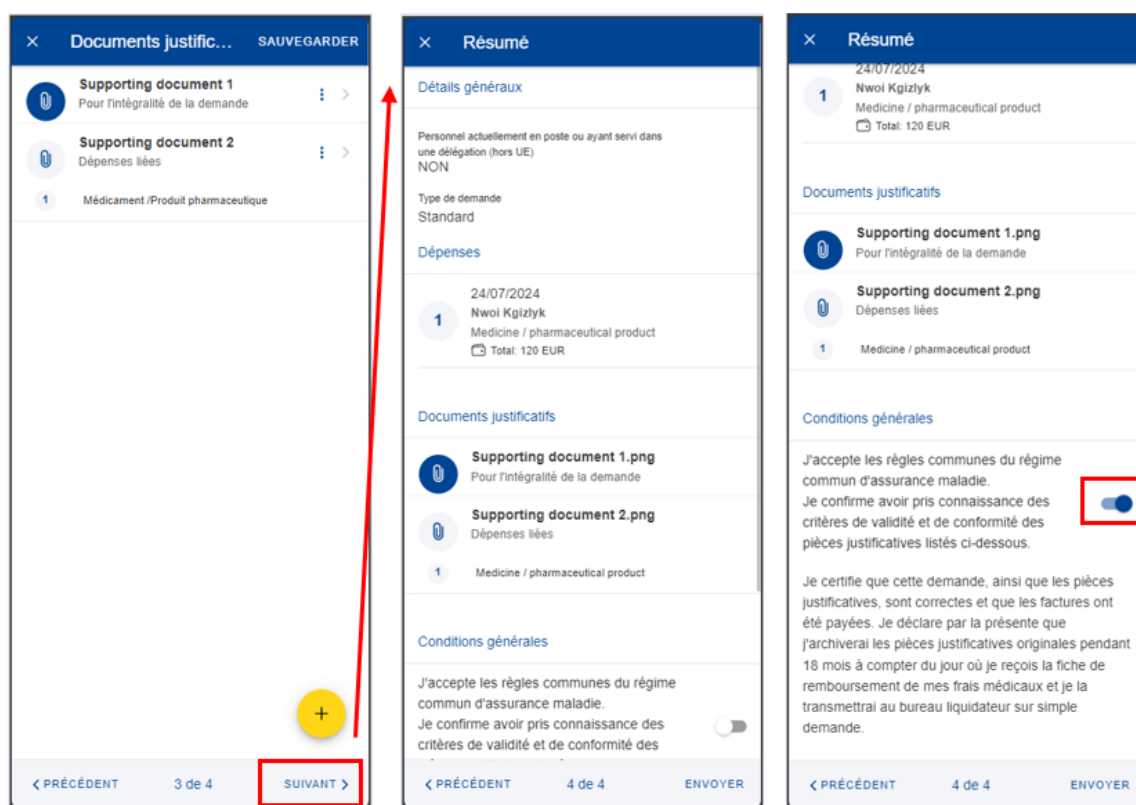 × Documents justific... SAUVEGARDER
Supporting document 1
Pour l'intégralité de la demande
Supporting document 2
Dépenses liées
1 Médicament /Produit pharmaceutique
+
< PRÉCÉDENT 3 de 4 SUIVANT >
× Résumé
Détails généraux
Personnel actuellement en poste ou ayant servi dans
une délégation (hors UE)
NON
Type de demande
Standard
Dépenses
24/07/2024
1 Nwoi Kgizlyk
Medicine / pharmaceutical product
Total: 120 EUR
Documents justificatifs
Supporting document 1.png
Pour l'intégralité de la demande
Supporting document 2.png
Dépenses liées
1 Medicine / pharmaceutical product
Conditions générales
J'accepte les règles communes du régime
commun d'assurance maladie.
Je confirme avoir pris connaissance des
critères de validité et de conformité des
< PRÉCÉDENT 4 de 4 ENVOYER
× Résumé
24/07/2024
1 Nwoi Kgizlyk
Medicine / pharmaceutical product
Total: 120 EUR
Documents justificatifs
Supporting document 1.png
Pour l'intégralité de la demande
Supporting document 2.png
Dépenses liées
1 Medicine / pharmaceutical product
Conditions générales
J'accepte les règles communes du régime
commun d'assurance maladie.
Je confirme avoir pris connaissance des
critères de validité et de conformité des
pièces justificatives listés ci-dessous.
Je certifie que cette demande, ainsi que les pièces
justificatives, sont correctes et que les factures ont
été payées. Je déclare par la présente que
j'archiverai les pièces justificatives originales pendant
18 mois à compter du jour où je reçois la fiche de
remboursement de mes frais médicaux et je la
transmettrai au bureau liquidateur sur simple
demande.
< PRÉCÉDENT 4 de 4 ENVOYER